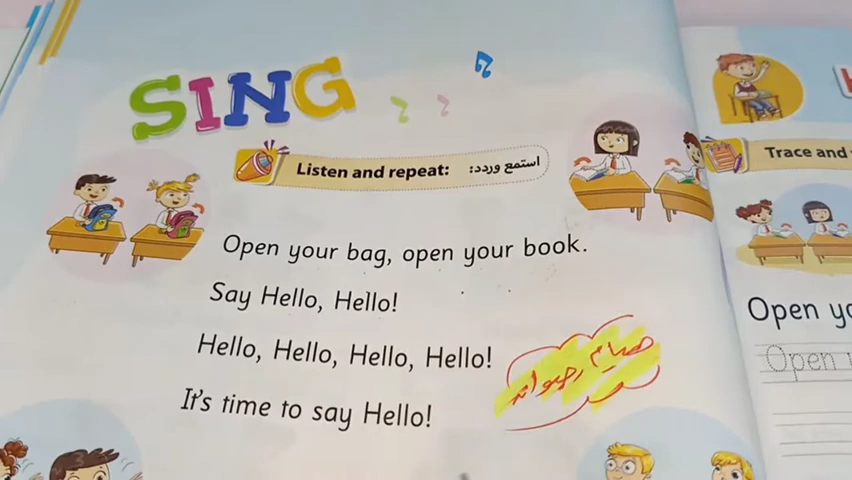 SING
Listen and repeat: استمع وردد:
Open your bag, open your book.
Say Hello, Hello!
Hello, Hello, Hello, Hello!
It's time to say Hello!
Trace and
Open
Open